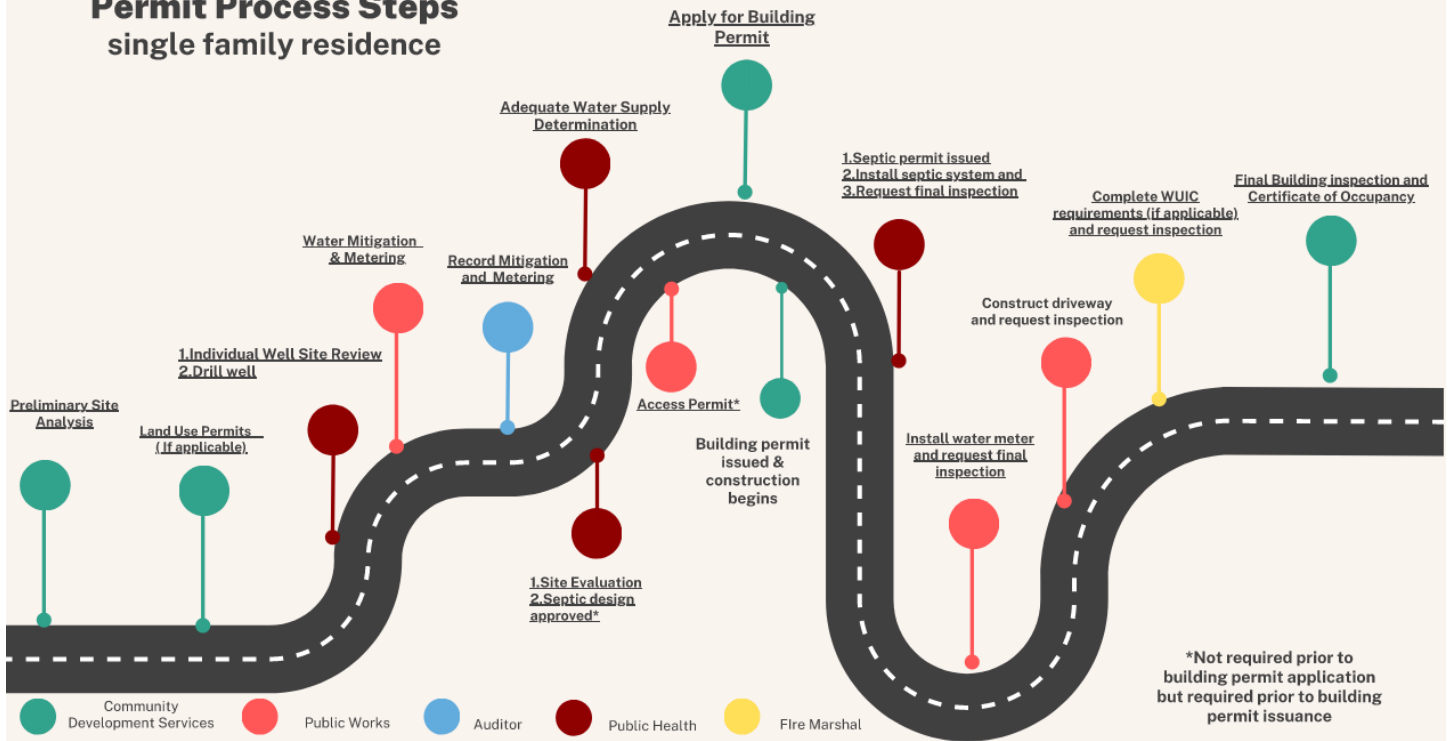 Permit Process Steps
single family residence
Apply for Building
Permit
Adequate Water Supply
Determination
1.Septic permit issued
2.Install septic system and
3.Request final inspection
Final Building inspection and
Certificate of Occupancy
Complete WUIC
requirements (if applicable)
and request inspection
Water Mitigation
& Metering
Record Mitigation
and Metering
Construct driveway
and request inspection
1.Individual Well Site Review
2.Drill well
Preliminary Site
Analysis
Land Use Permits
( If applicable)
Access Permit*
Building permit
issued &
construction
begins
Install water meter
and request final
inspection
1.Site Evaluation
2.Septic design
approved*
*Not required prior to
building permit application
but required prior to building
permit issuance
Community
Development Services
Public Works
Auditor
Public Health
FIre Marshal